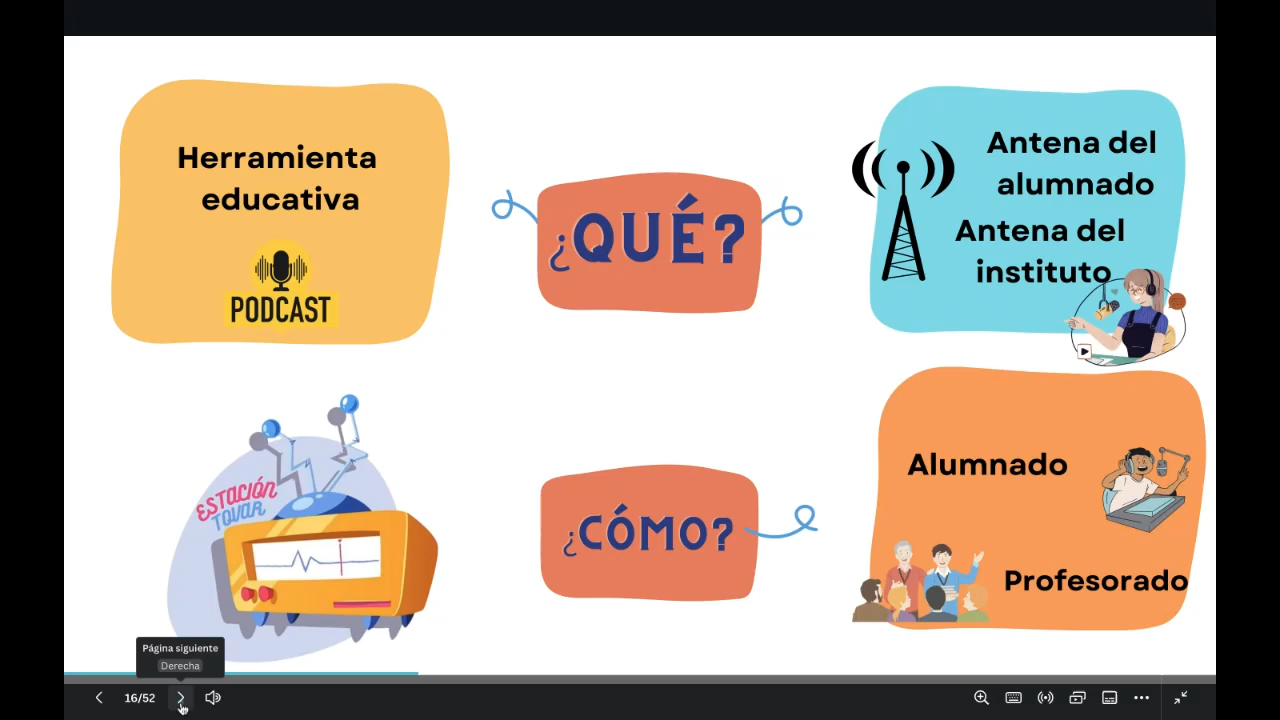 Herramienta
educativa
PODCAST
¿QUÉ?
Antena del
alumnado
Antena del
instituto
ESTACIÓN
TOVAR
¿CÓMO?
Alumnado
Profesorado
Página siguiente
Derecha
16/52